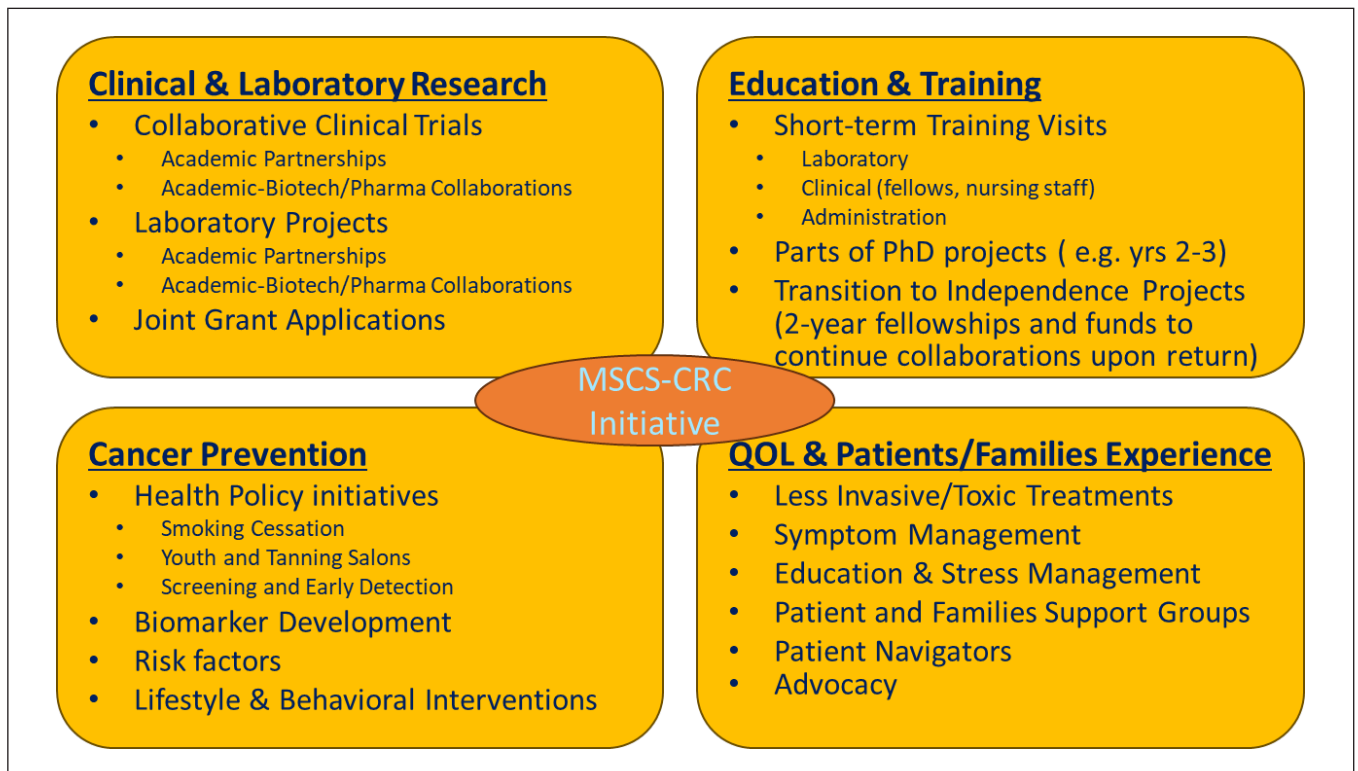 Clinical & Laboratory Research
• Collaborative Clinical Trials
• Academic Partnerships
• Academic-Biotech/Pharma Collaborations
• Laboratory Projects
• Academic Partnerships
• Academic-Biotech/Pharma Collaborations
• Joint Grant Applications
Education & Training
• Short-term Training Visits
• Laboratory
• Clinical (fellows, nursing staff)
• Administration
• Parts of PhD projects ( e.g. yrs 2-3)
• Transition to Independence Projects
(2-year fellowships and funds to
continue collaborations upon return)
MSCS-CRC
Initiative
Cancer Prevention
• Health Policy initiatives
• Smoking Cessation
• Youth and Tanning Salons
• Screening and Early Detection
• Biomarker Development
• Risk factors
• Lifestyle & Behavioral Interventions
QOL & Patients/Families Experience
• Less Invasive/Toxic Treatments
• Symptom Management
• Education & Stress Management
• Patient and Families Support Groups
• Patient Navigators
• Advocacy